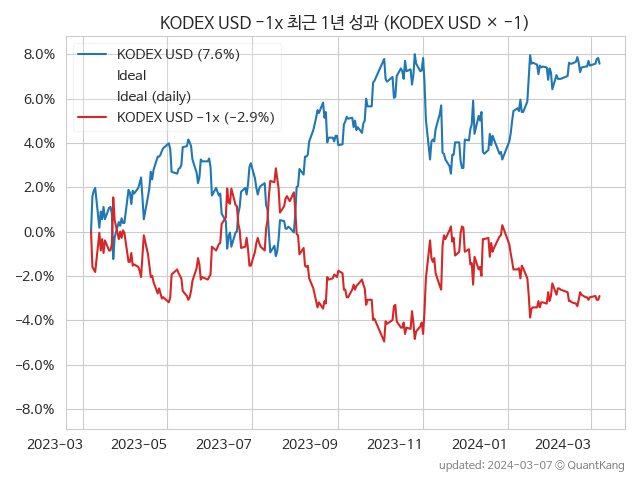 KODEX USD −1x 최근 1년 성과 (KODEX USD × −1)
KODEX USD (7.6%)
Ideal
Ideal (daily)
KODEX USD −1x (−2.9%)
8.0%
6.0%
4.0%
2.0%
0.0%
−2.0%
−4.0%
−6.0%
−8.0%
2023−03 2023−05 2023−07 2023−09 2023−11 2024−01 2024−03
updated: 2024−03−07 © QuantKang